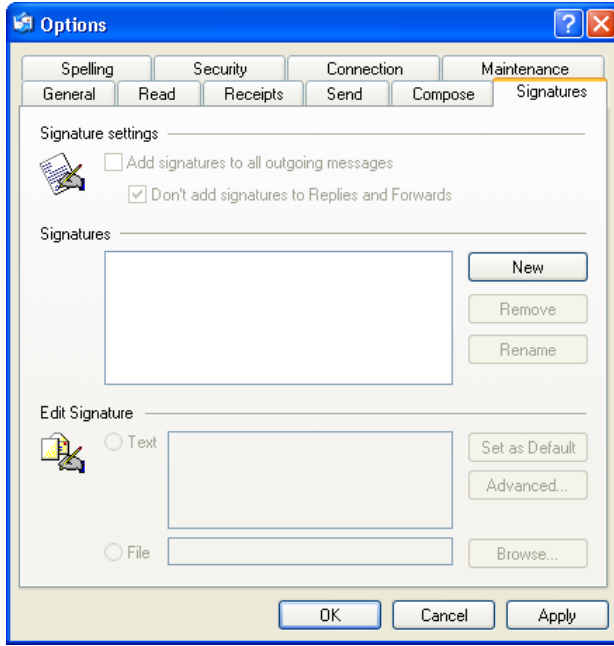 Options
Spelling Security Connection Maintenance
General Read Receipts Send Compose Signatures
Signature settings
Add signatures to all outgoing messages
Don't add signatures to Replies and Forwards
Signatures
New
Remove
Rename
Edit Signature
Text Set as Default
Advanced...
File Browse...
OK Cancel Apply